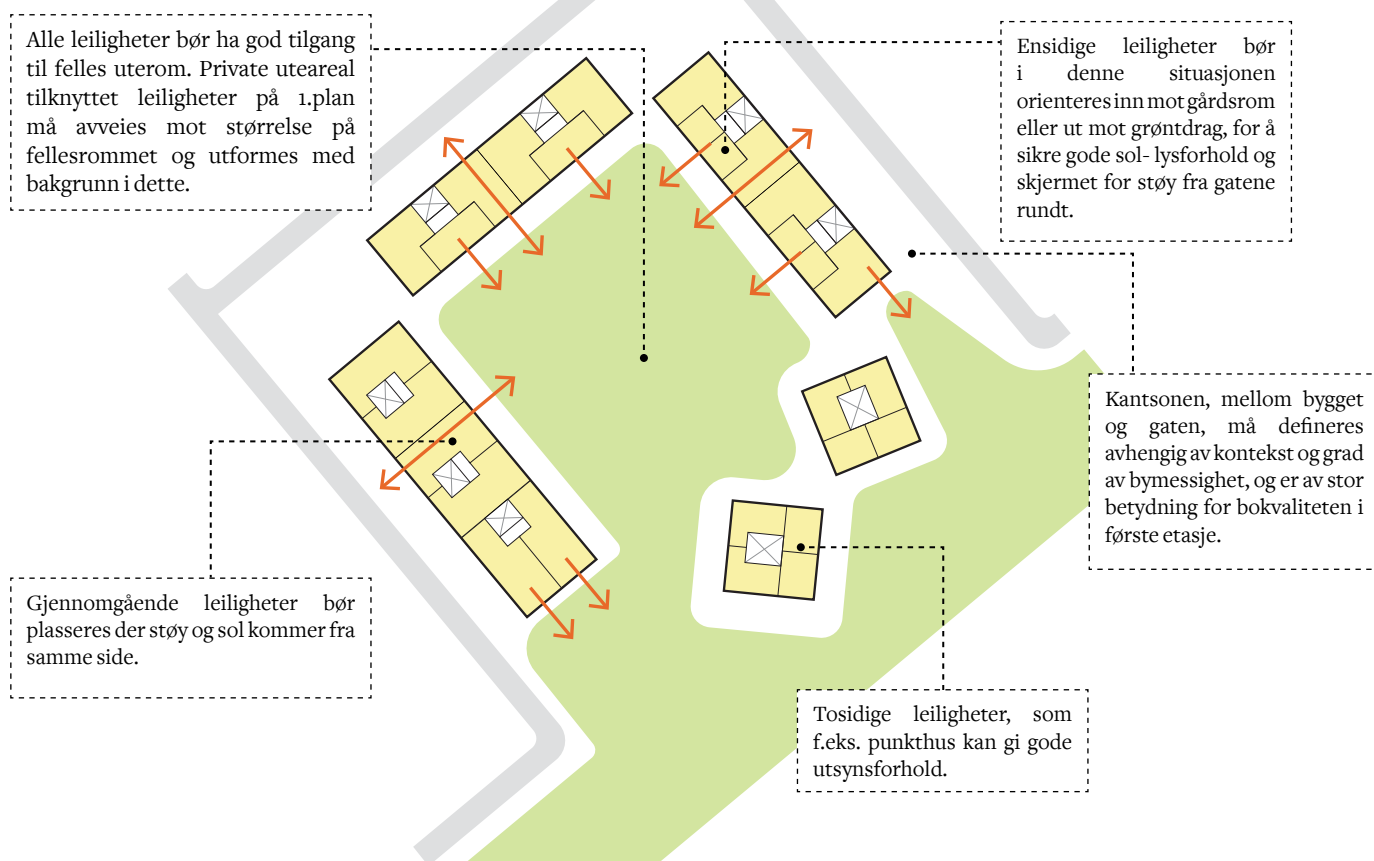 Alle leiligheter bør ha god tilgang
til felles uterom. Private uteareal
tilknyttet leiligheter på 1.plan
må avveies mot størrelse på
fellesrommet og utformes med
bakgrunn i dette.
Ensidige leiligheter bør
i denne situasjonen
orienteres inn mot gårdsrom
eller ut mot grøntdrag, for å
sikre gode sol- lysforhold og
skjermet for støy fra gatene
rundt.
Kantsonen, mellom bygget
og gaten, må defineres
avhengig av kontekst og grad
av bymessighet, og er av stor
betydning for bokvaliteten i
første etasje.
Gjennomgående leiligheter bør
plasseres der støy og sol kommer fra
samme side.
Tosidige leiligheter, som
f.eks. punkthus kan gi gode
utsynsforhold.